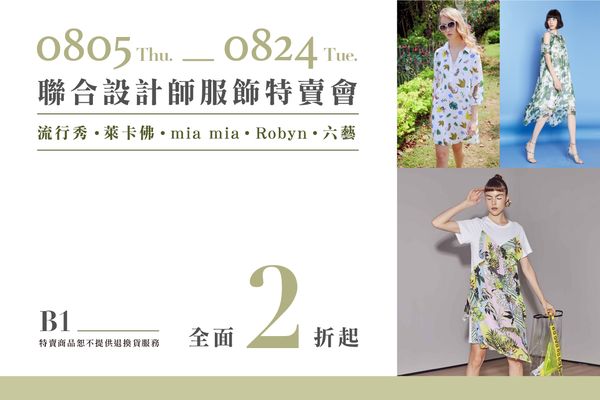 0805 Thu. — 0824 Tue.
聯合設計師服飾特賣會
流行秀・萊卡佛・mia mia・Robyn・六藝
全面2折起
B1
特賣商品恕不提供退換貨服務